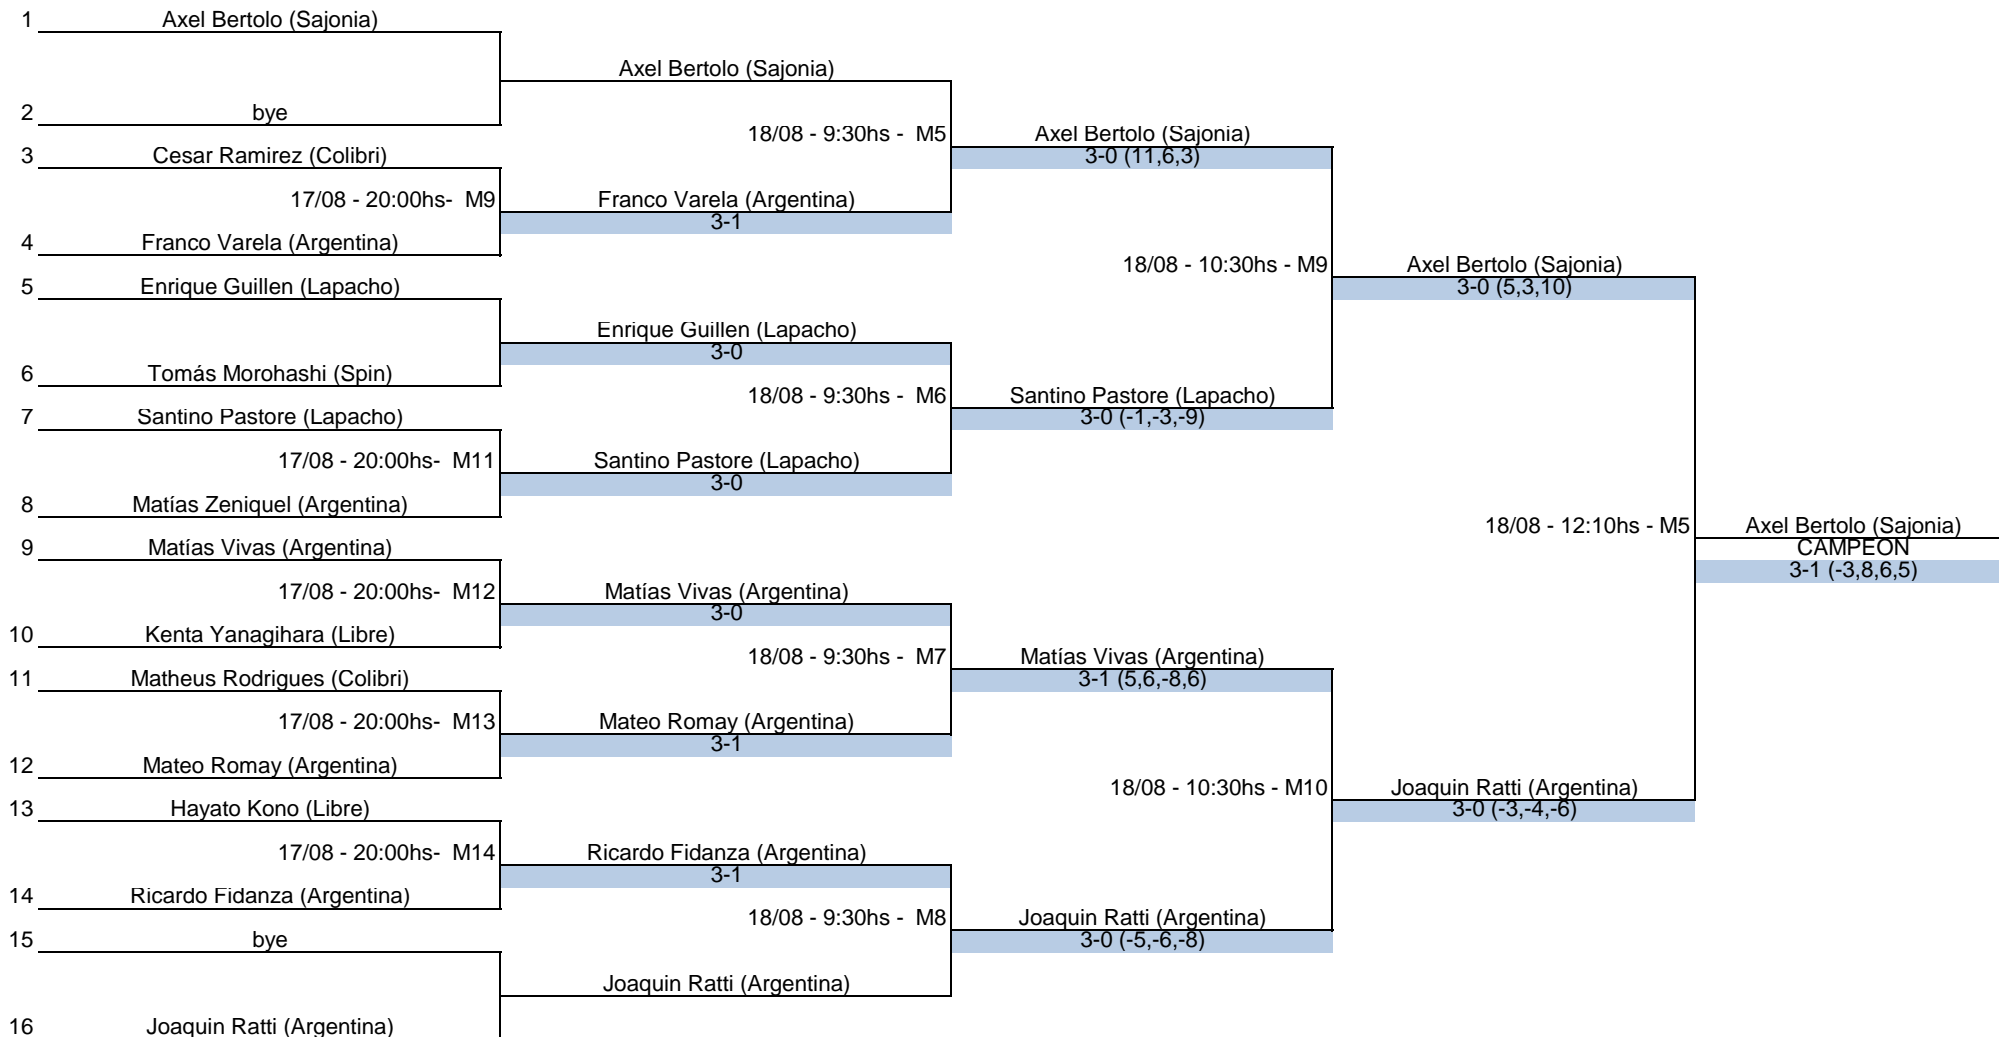 1 Axel Bertolo (Sajonia)
Axel Bertolo (Sajonia)
2 bye
18/08 - 9:30hs - M5 Axel Bertolo (Sajonia)
3 Cesar Ramirez (Colibri) 3-0 (11,6,3)
17/08 - 20:00hs- M9 Franco Varela (Argentina)
3-1
4 Franco Varela (Argentina)
18/08 - 10:30hs - M9 Axel Bertolo (Sajonia)
5 Enrique Guillen (Lapacho) 3-0 (5,3,10)
Enrique Guillen (Lapacho)
3-0
6 Tomás Morohashi (Spin)
18/08 - 9:30hs - M6 Santino Pastore (Lapacho)
7 Santino Pastore (Lapacho) 3-0 (-1,-3,-9)
17/08 - 20:00hs- M11 Santino Pastore (Lapacho)
3-0
8 Matías Zeniquel (Argentina)
18/08 - 12:10hs - M5 Axel Bertolo (Sajonia)
9 Matías Vivas (Argentina) CAMPEON
3-1 (-3,8,6,5)
17/08 - 20:00hs- M12 Matías Vivas (Argentina)
3-0
10 Kenta Yanagihara (Libre)
18/08 - 9:30hs - M7 Matías Vivas (Argentina)
11 Matheus Rodrigues (Colibri) 3-1 (5,6,-8,6)
17/08 - 20:00hs- M13 Mateo Romay (Argentina)
3-1
12 Mateo Romay (Argentina)
18/08 - 10:30hs - M10 Joaquin Ratti (Argentina)
13 Hayato Kono (Libre) 3-0 (-3,-4,-6)
17/08 - 20:00hs- M14 Ricardo Fidanza (Argentina)
3-1
14 Ricardo Fidanza (Argentina)
18/08 - 9:30hs - M8 Joaquin Ratti (Argentina)
15 bye 3-0 (-5,-6,-8)
Joaquin Ratti (Argentina)
16 Joaquin Ratti (Argentina)